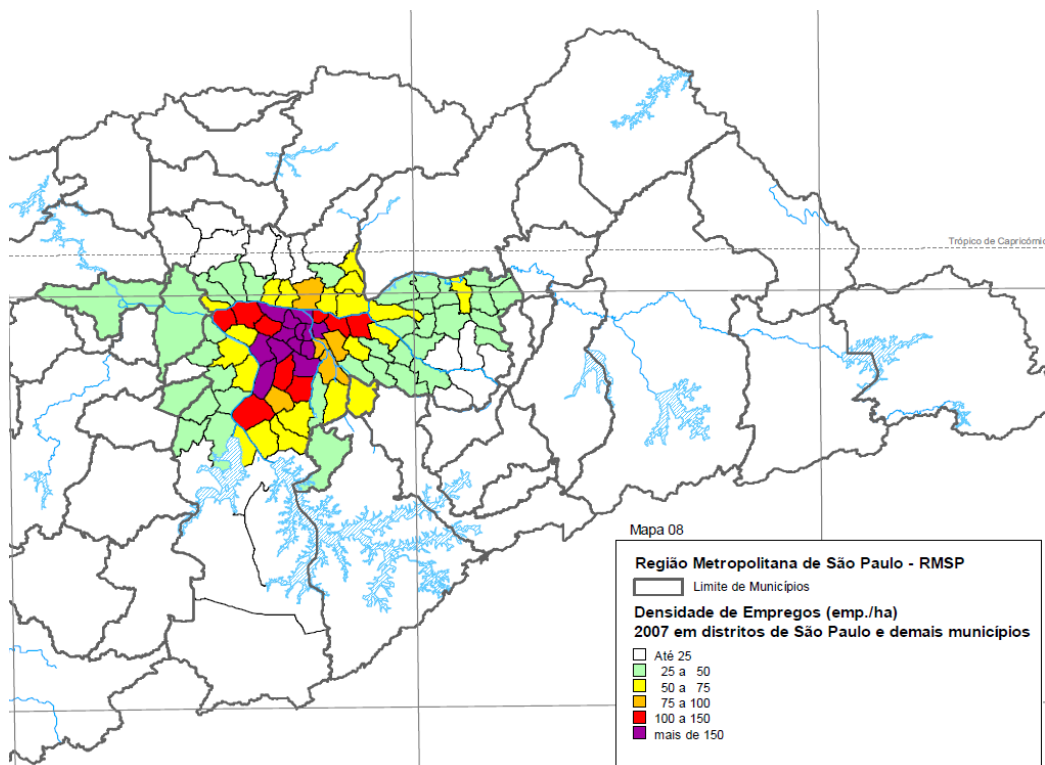 Trópico de Capricórnio
Mapa 08
Região Metropolitana de São Paulo - RMSP
Limite de Municípios
Densidade de Empregos (emp./ha)
2007 em distritos de São Paulo e demais municípios
Até 25
25 a 50
50 a 75
75 a 100
100 a 150
mais de 150